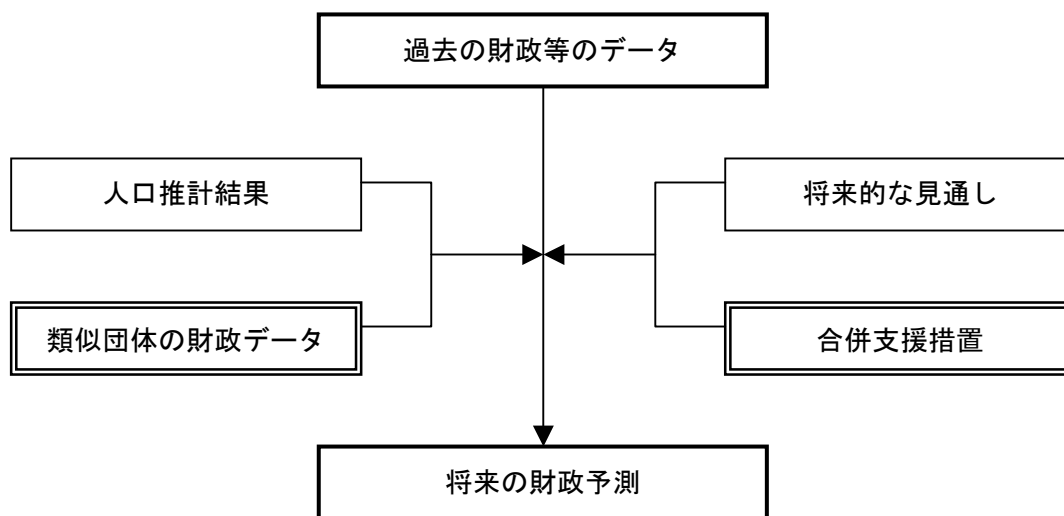 過去の財政等のデータ
人口推計結果
将来的な見通し
類似団体の財政データ
合併支援措置
将来の財政予測